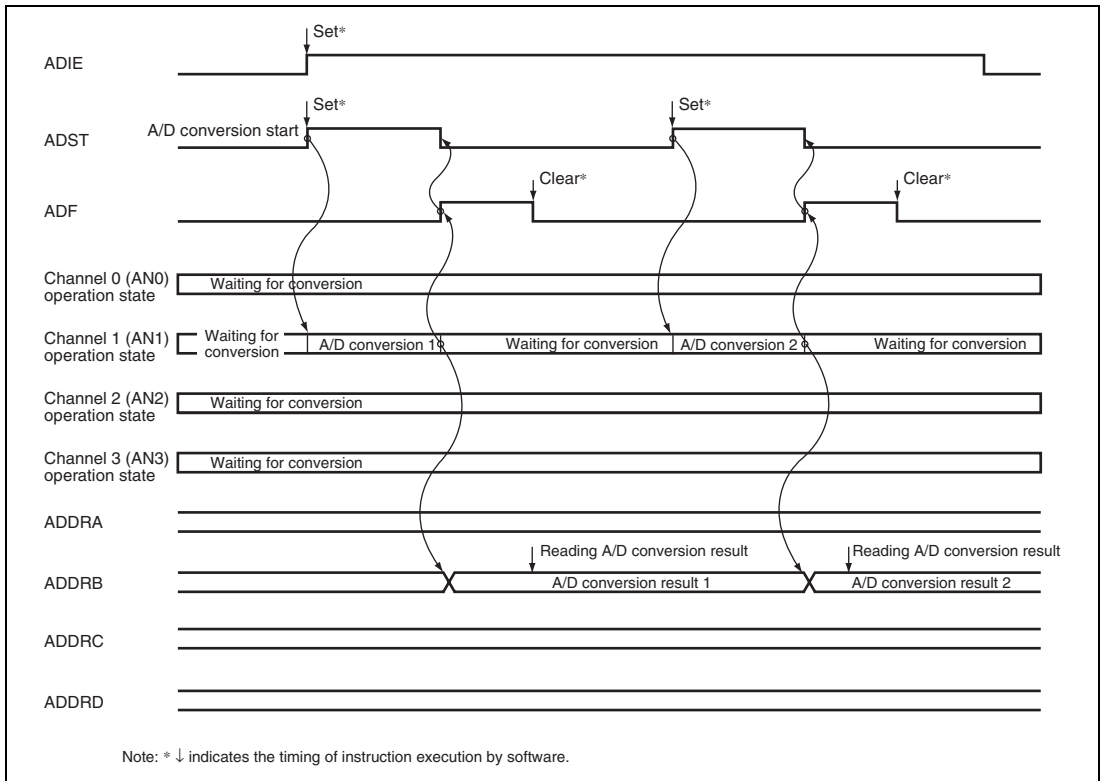 Set*
ADIE
Set*
Set*
A/D conversion start
ADST
Clear*
Clear*
ADF
Channel 0 (AN0)
operation state
Waiting for conversion
Channel 1 (AN1)
operation state
Waiting for
conversion
A/D conversion 1
Waiting for conversion
A/D conversion 2
Waiting for conversion
Channel 2 (AN2)
operation state
Waiting for conversion
Channel 3 (AN3)
operation state
Waiting for conversion
ADDRA
Reading A/D conversion result
Reading A/D conversion result
ADDRB
A/D conversion result 1
A/D conversion result 2
ADDRC
ADDRD
Note: * ↓ indicates the timing of instruction execution by software.